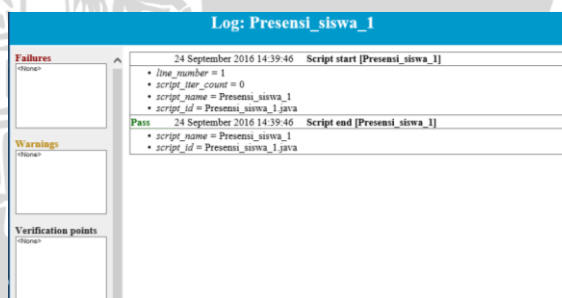 Log: Presensi_siswa_1
Failures
<None>
Warnings
<None>
Verification points
<None>
24 September 2016 14:39:46 Script start [Presensi_siswa_1]
• line_number = 1
• script_iter_count = 0
• script_name = Presensi_siswa_1
• script_id = Presensi_siswa_1.java
Pass 24 September 2016 14:39:46 Script end [Presensi_siswa_1]
• script_name = Presensi_siswa_1
• script_id = Presensi_siswa_1.java